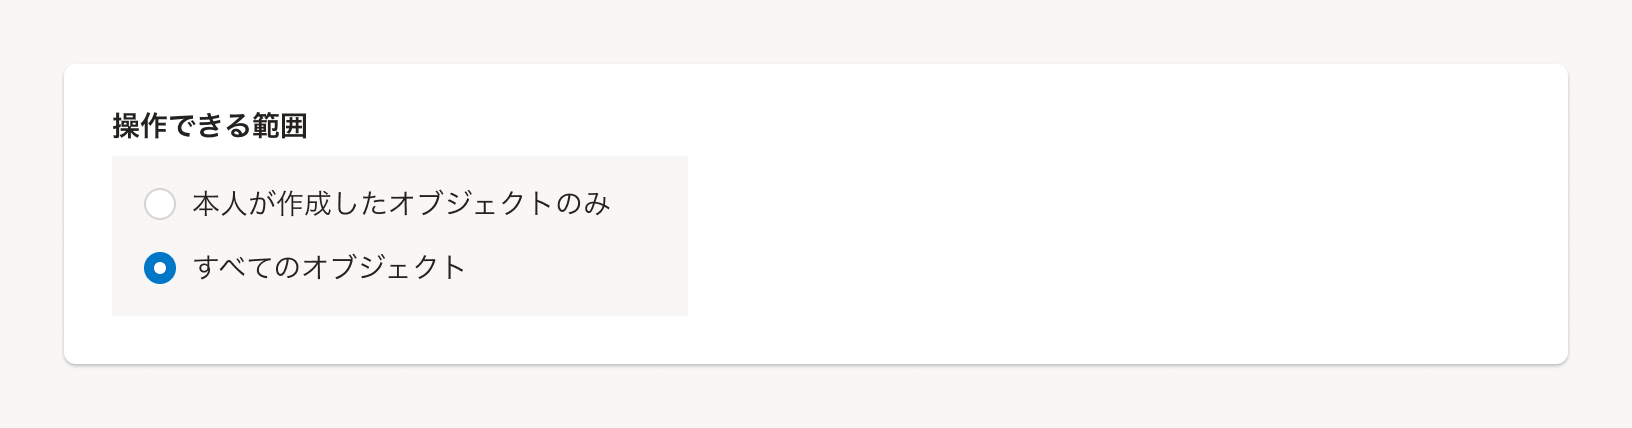 操作できる範囲
本人が作成したオブジェクトのみ
すべてのオブジェクト